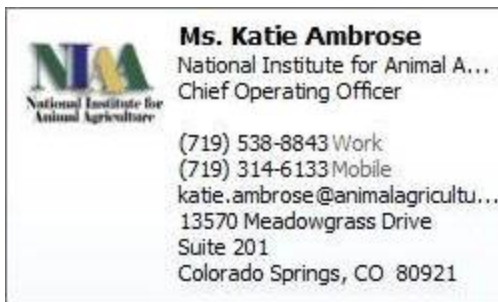 NIAA
National Institute for
Animal Agriculture
Ms. Katie Ambrose
National Institute for Animal A...
Chief Operating Officer
(719) 538-8843 Work
(719) 314-6133 Mobile
katie.ambrose@animalagricultu...
13570 Meadowgrass Drive
Suite 201
Colorado Springs, CO  80921